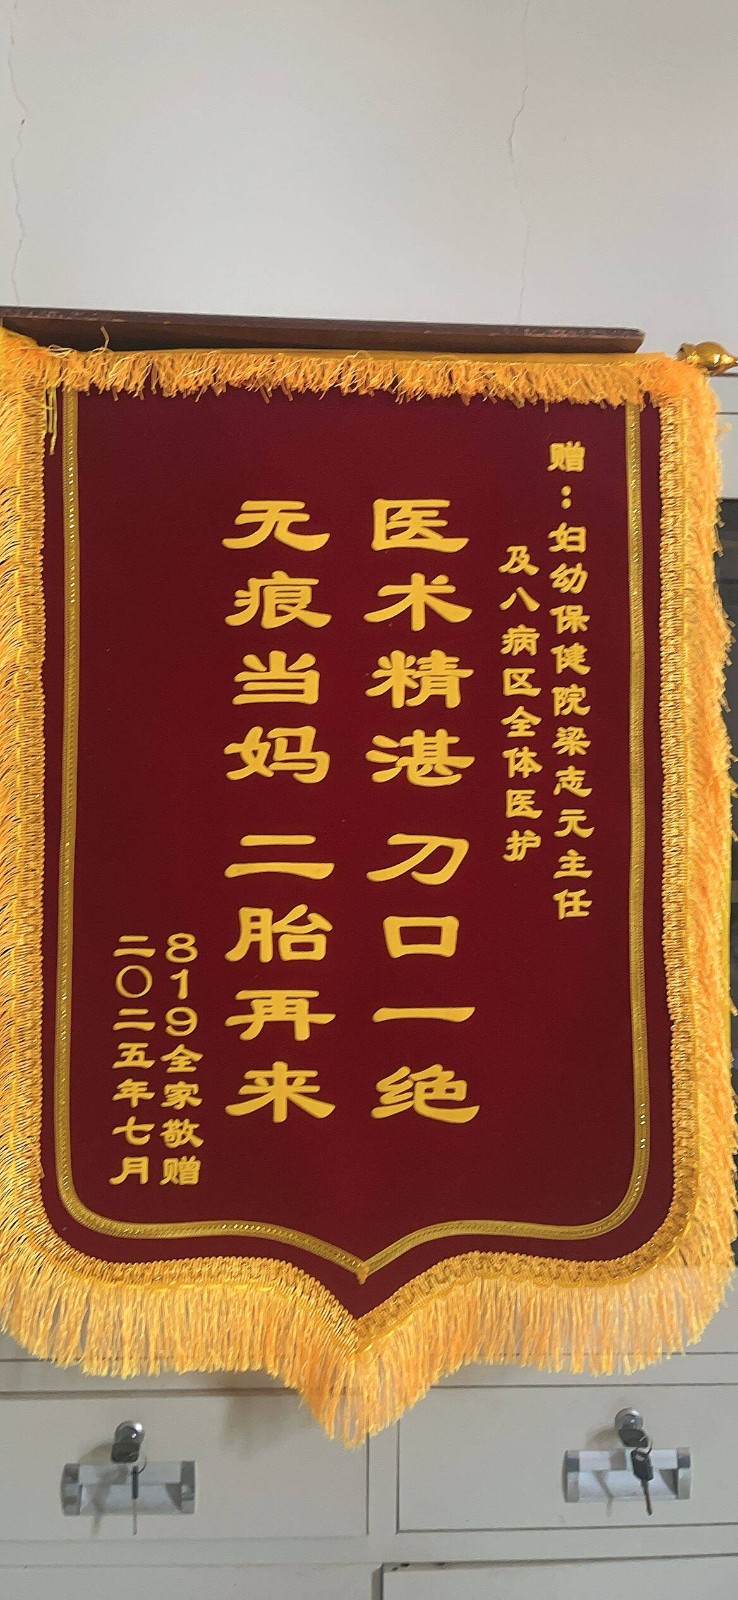 赠：妇幼保健院梁志元主任
及八病区全体医护
医术精湛 刀口一绝
无痕当妈 二胎再来
819全家敬赠
二〇二五年七月